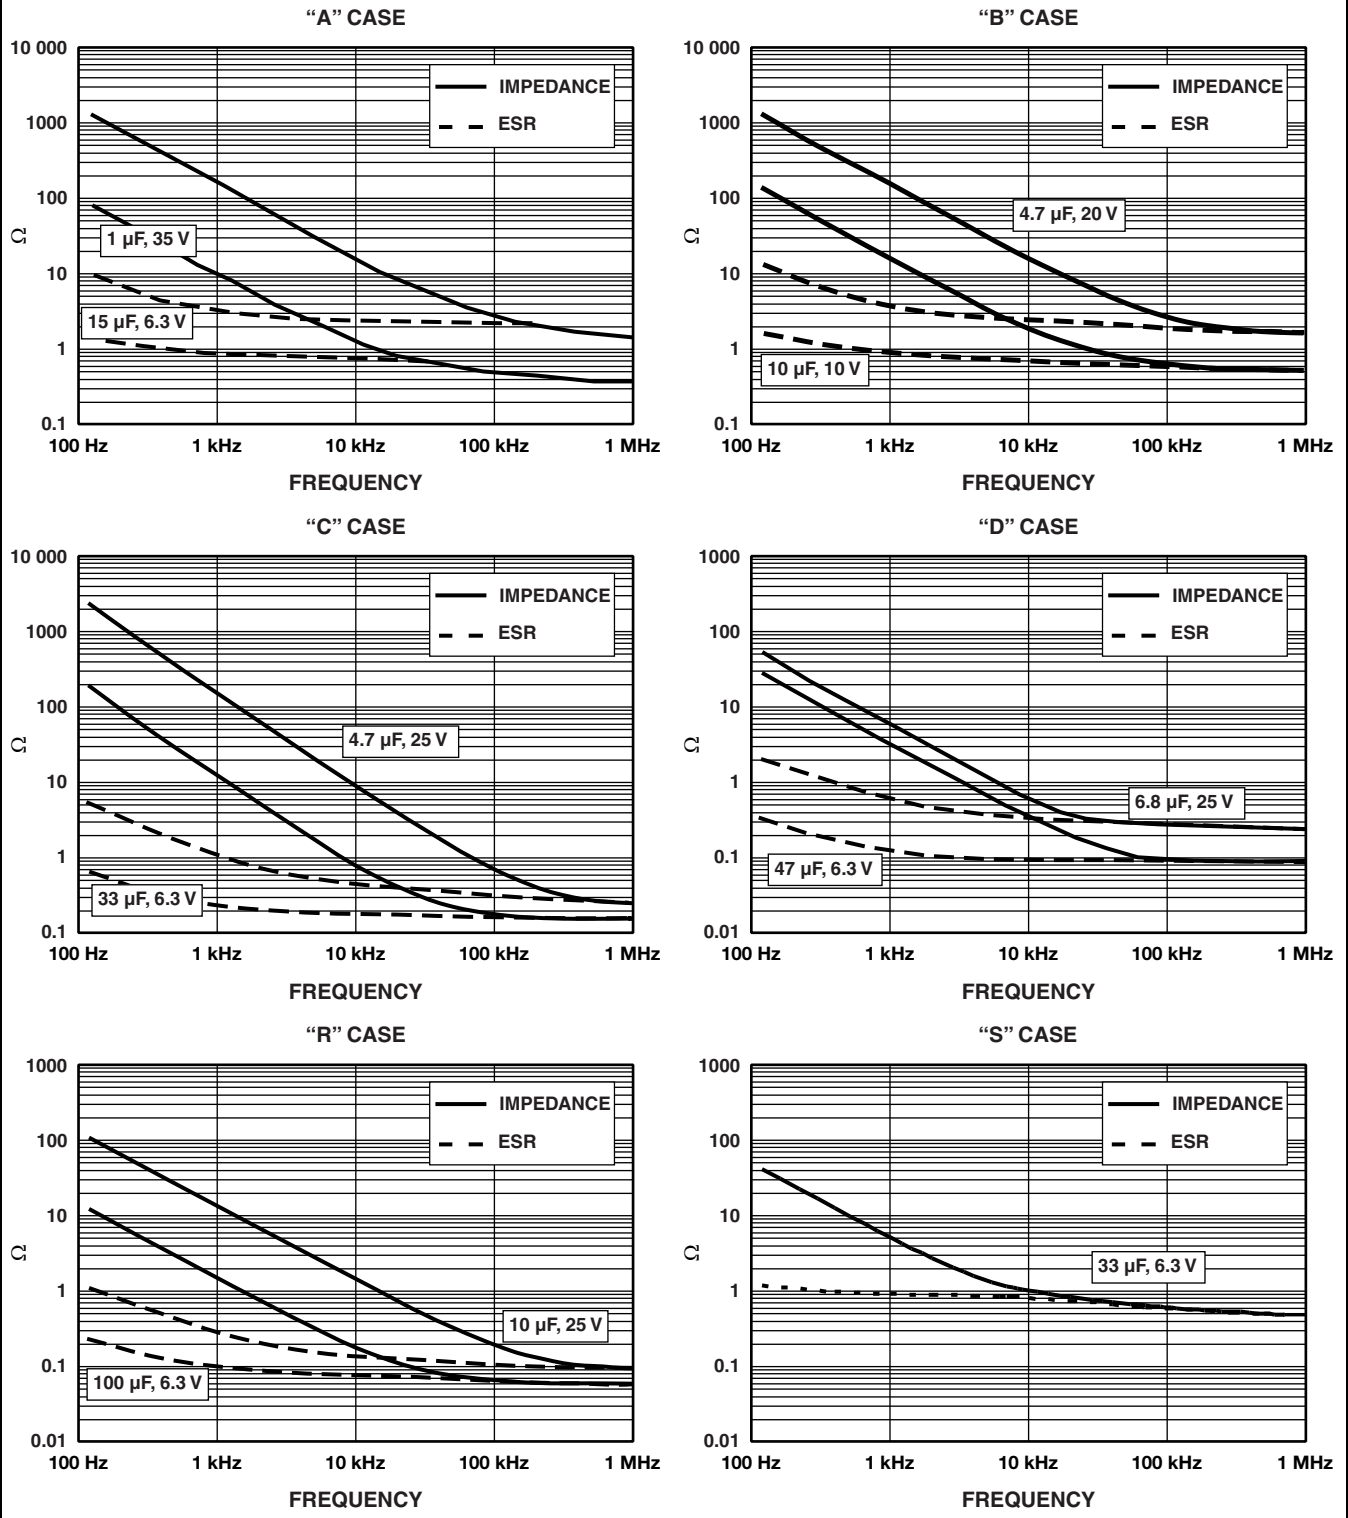 “A” CASE
10 000
1000
100
10
1
0.1
Ω
IMPEDANCE
ESR
1 µF, 35 V
15 µF, 6.3 V
100 Hz 1 kHz 10 kHz 100 kHz 1 MHz
FREQUENCY
“B” CASE
10 000
1000
100
10
1
0.1
Ω
IMPEDANCE
ESR
4.7 µF, 20 V
10 µF, 10 V
100 Hz 1 kHz 10 kHz 100 kHz 1 MHz
FREQUENCY
“C” CASE
10 000
1000
100
10
1
0.1
Ω
IMPEDANCE
ESR
4.7 µF, 25 V
33 µF, 6.3 V
100 Hz 1 kHz 10 kHz 100 kHz 1 MHz
FREQUENCY
“D” CASE
1000
100
10
1
0.1
0.01
Ω
IMPEDANCE
ESR
6.8 µF, 25 V
47 µF, 6.3 V
100 Hz 1 kHz 10 kHz 100 kHz 1 MHz
FREQUENCY
“R” CASE
1000
100
10
1
0.1
0.01
Ω
IMPEDANCE
ESR
10 µF, 25 V
100 µF, 6.3 V
100 Hz 1 kHz 10 kHz 100 kHz 1 MHz
FREQUENCY
“S” CASE
1000
100
10
1
0.1
0.01
Ω
IMPEDANCE
ESR
33 µF, 6.3 V
100 Hz 1 kHz 10 kHz 100 kHz 1 MHz
FREQUENCY